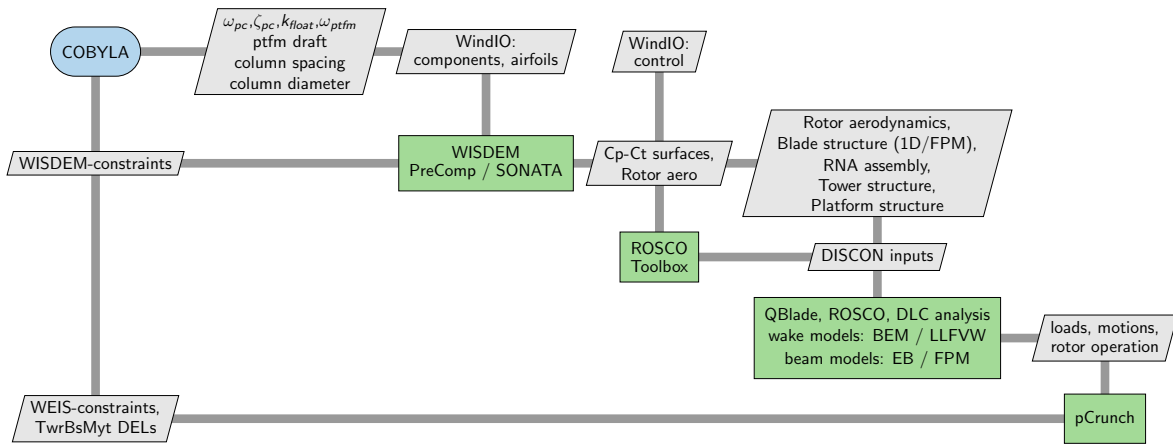 COBYLA
ω_pc,ζ_pc,k_float,ω_ptfm
ptfm draft
column spacing
column diameter
WindIO:
components, airfoils
WindIO:
control
WISDEM-constraints
WISDEM
PreComp / SONATA
Cp-Ct surfaces,
Rotor aero
Rotor aerodynamics,
Blade structure (1D/FPM),
RNA assembly,
Tower structure,
Platform structure
ROSCO
Toolbox
DISCON inputs
QBlade, ROSCO, DLC analysis
wake models: BEM / LLFVW
beam models: EB / FPM
loads, motions,
rotor operation
WEIS-constraints,
TwrBsMyt DELs
pCrunch